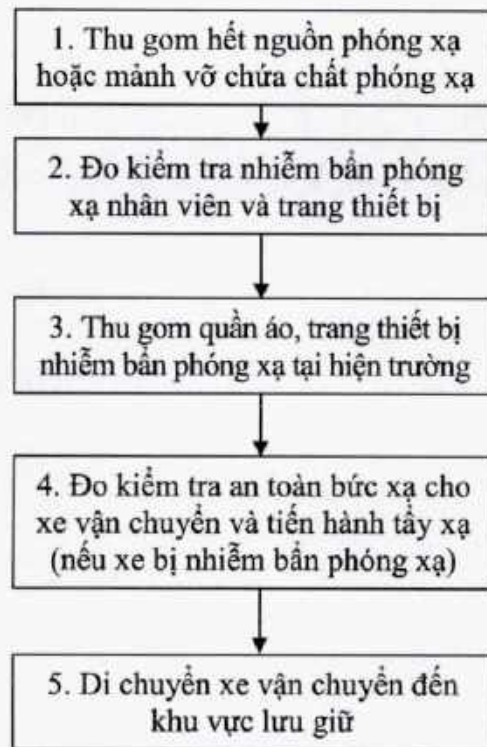 1. Thu gom hết nguồn phóng xạ
hoặc mảnh vỡ chứa chất phóng xạ
2. Đo kiểm tra nhiễm bẩn phóng
xạ nhân viên và trang thiết bị
3. Thu gom quần áo, trang thiết bị
nhiễm bẩn phóng xạ tại hiện trường
4. Đo kiểm tra an toàn bức xạ cho
xe vận chuyển và tiến hành tẩy xạ
(nếu xe bị nhiễm bẩn phóng xạ)
5. Di chuyển xe vận chuyển đến
khu vực lưu giữ